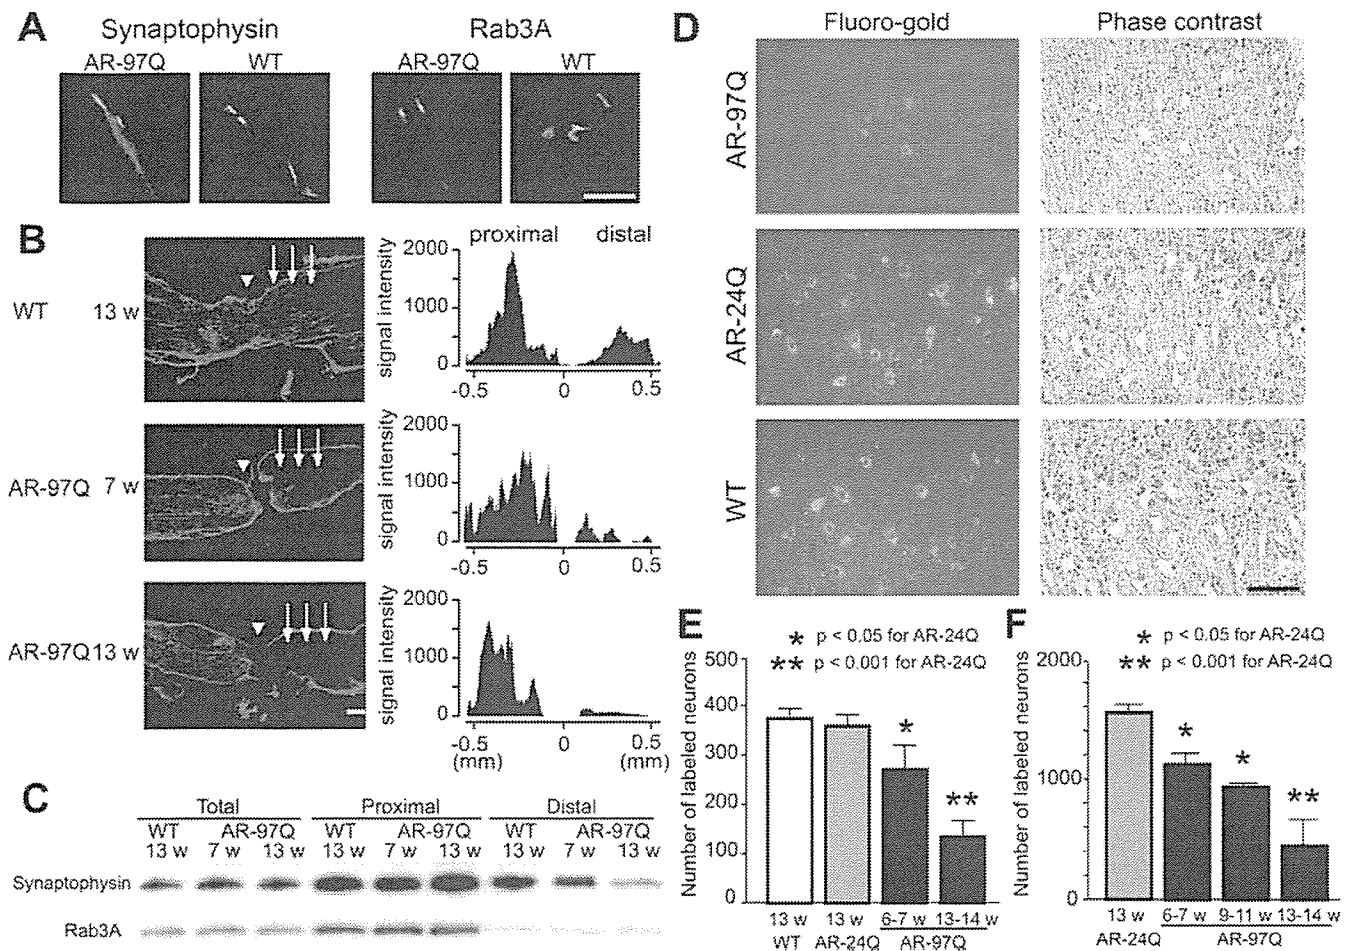 A
Synaptophysin
Rab3A
AR-97Q
WT
AR-97Q
WT
B
WT 13 w
AR-97Q 7 w
AR-97Q 13 w
proximal distal
signal intensity
2000
1000
0
-0.5 0 0.5
signal intensity
2000
1000
0
-0.5 0 0.5
signal intensity
2000
1000
0
-0.5 0 0.5
(mm) (mm)
C
Total Proximal Distal
WT AR-97Q WT AR-97Q WT AR-97Q
13 w 7 w 13 w 13 w 7 w 13 w 13 w 7 w 13 w
Synaptophysin
Rab3A
D
Fluoro-gold Phase contrast
AR-97Q
AR-24Q
WT
E
* p < 0.05 for AR-24Q
** p < 0.001 for AR-24Q
Number of labeled neurons
500
400
300
200
100
0
*
**
13 w 13 w 6-7 w 13-14 w
WT AR-24Q AR-97Q
F
* p < 0.05 for AR-24Q
** p < 0.001 for AR-24Q
Number of labeled neurons
2000
1000
0
*
*
**
13 w 6-7 w 9-11 w 13-14 w
AR-24Q AR-97Q